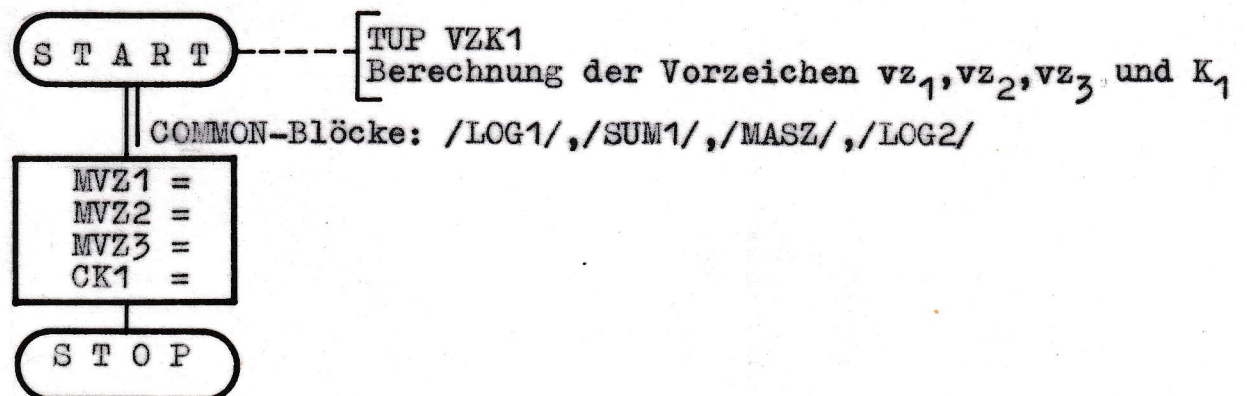 S T A R T
TUP VZK1
Berechnung der Vorzeichen vz₁,vz₂,vz₃ und K₁
COMMON-Blöcke: /LOG1/,/SUM1/,/MASZ/,/LOG2/
MVZ1 =
MVZ2 =
MVZ3 =
CK1 =
S T O P